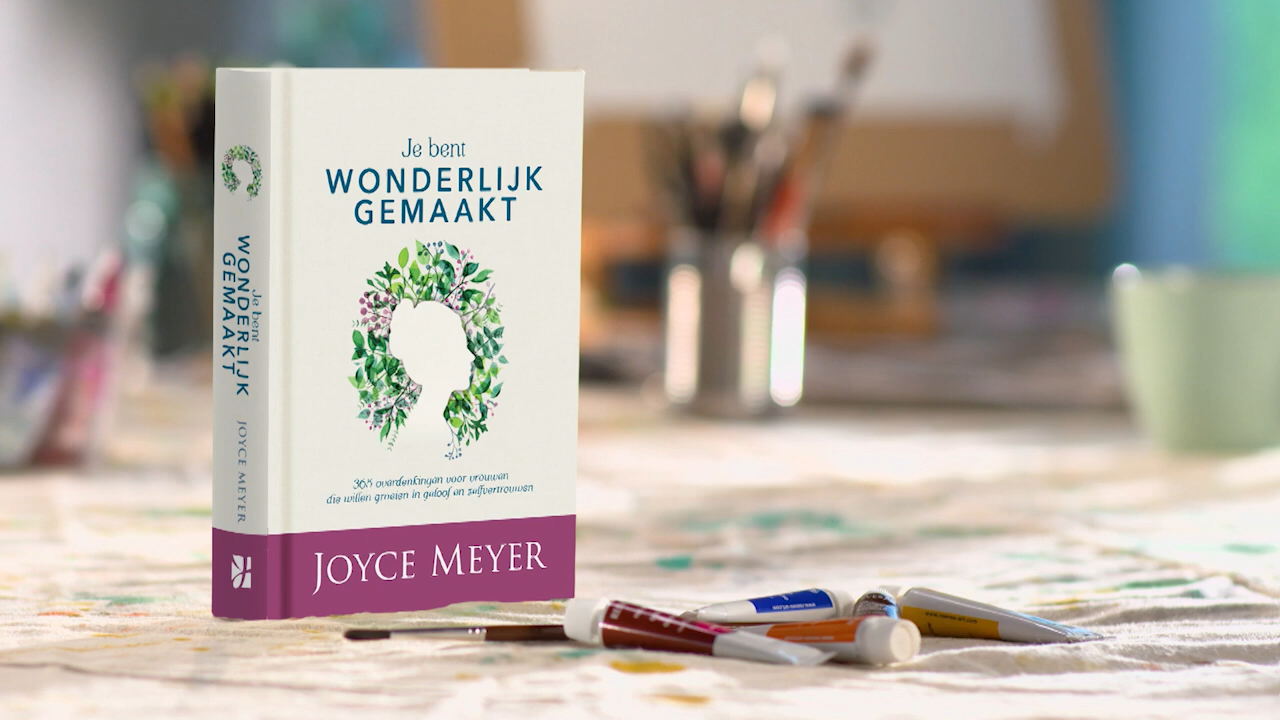 Je bent
WONDERLIJK
GEMAAKT
365 overdenkingen voor vrouwen
die willen groeien in geloof en zelfvertrouwen
JOYCE MEYER
Je bent
WONDERLIJK
GEMAAKT
JOYCE MEYER